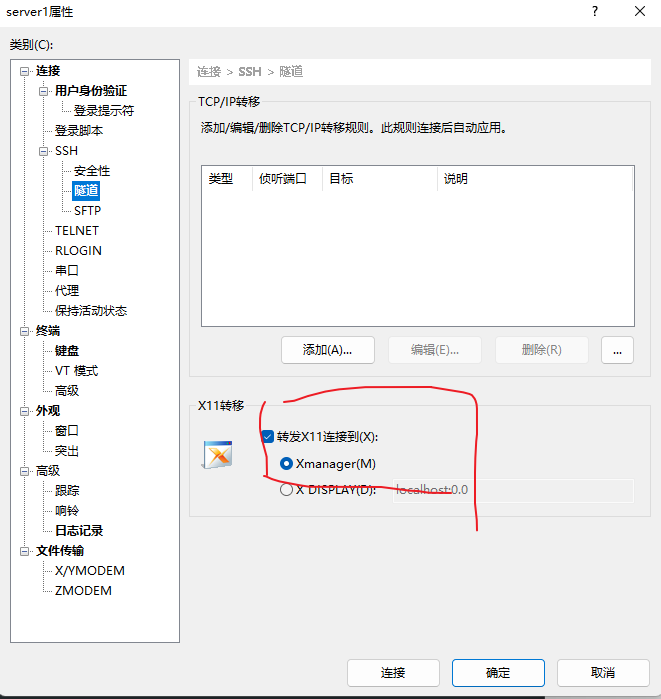 server1属性
类别(C):
连接
用户身份验证
登录提示符
登录脚本
SSH
安全性
隧道
SFTP
TELNET
RLOGIN
串口
代理
保持活动状态
终端
键盘
VT 模式
高级
外观
窗口
突出
高级
跟踪
响铃
日志记录
文件传输
X/YMODEM
ZMODEM
连接 > SSH > 隧道
TCP/IP转移
添加/编辑/删除TCP/IP转移规则。此规则连接后自动应用。
类型 侦听端口 目标 说明
添加(A)... 编辑(E)... 删除(R) ...
X11转移
转发X11连接到(X):
Xmanager(M)
X DISPLAY(D): localhost:0.0
连接 确定 取消